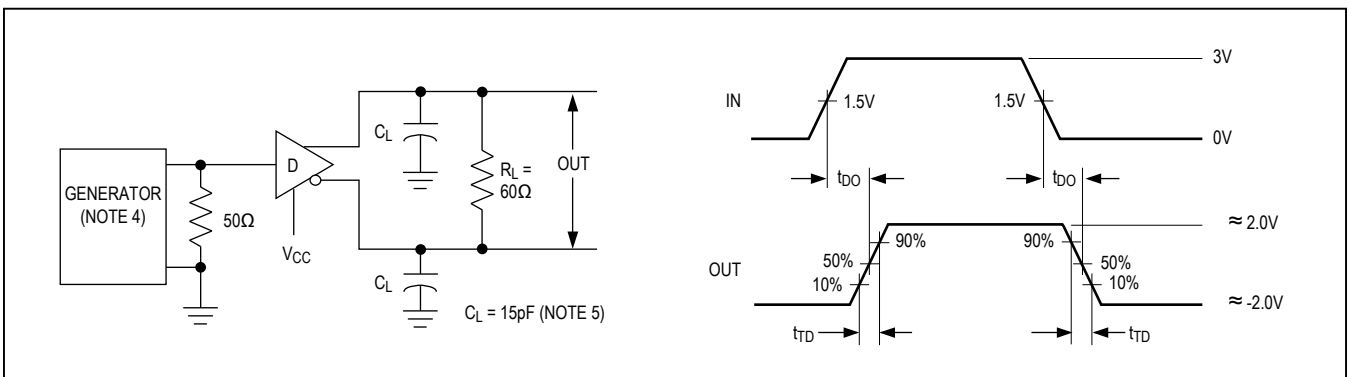 GENERATOR
(NOTE 4)
50Ω
D
VCC
CL
CL
RL =
60Ω
OUT
CL = 15pF (NOTE 5)
IN
1.5V
1.5V
3V
0V
tDO
tDO
OUT
90%
50%
10%
90%
50%
10%
≈ 2.0V
≈ -2.0V
tTD
tTD